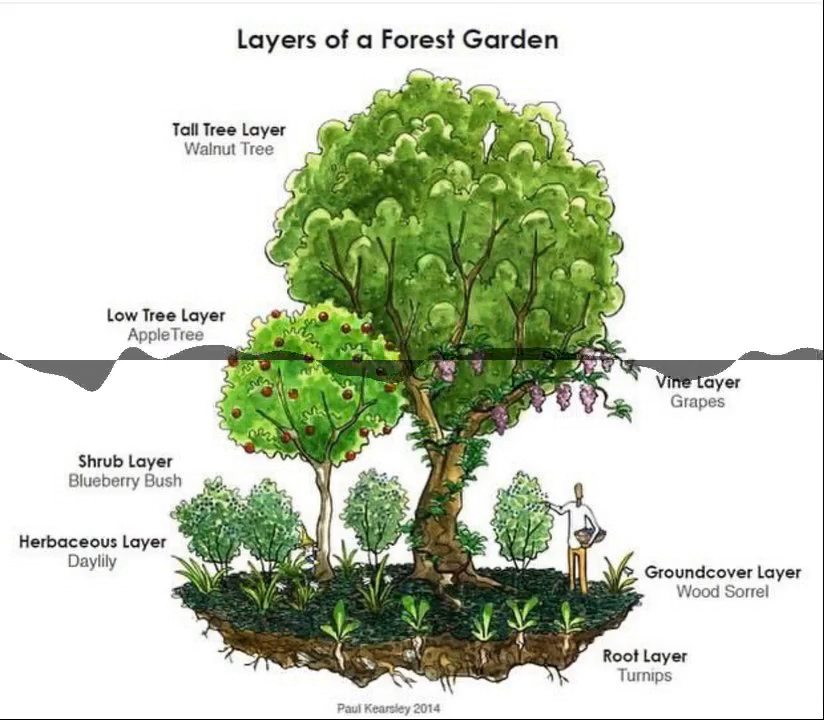 Layers of a Forest Garden
Tall Tree Layer
Walnut Tree
Low Tree Layer
AppleTree
Vine Layer
Grapes
Shrub Layer
Blueberry Bush
Herbaceous Layer
Daylily
Groundcover Layer
Wood Sorrel
Root Layer
Turnips
Paul Kearsley 2014